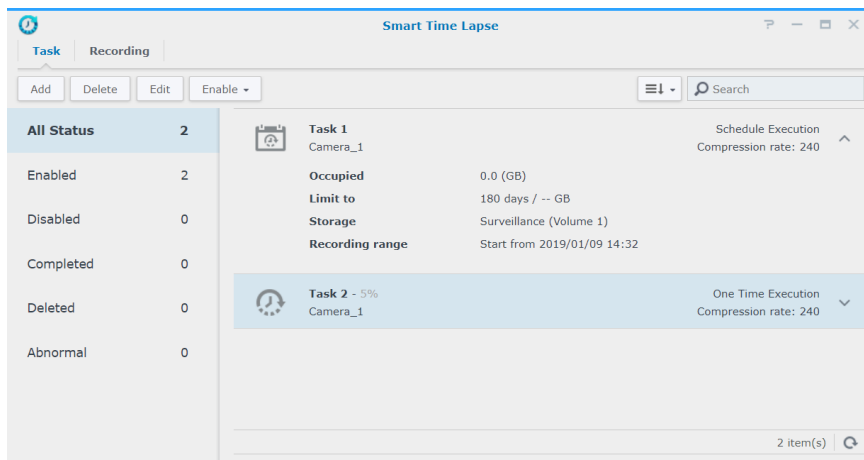 Smart Time Lapse
Task Recording
Add Delete Edit Enable Search
All Status 2
Enabled 2
Disabled 0
Completed 0
Deleted 0
Abnormal 0
Task 1 Schedule Execution
Camera_1 Compression rate: 240
Occupied 0.0 (GB)
Limit to 180 days / -- GB
Storage Surveillance (Volume 1)
Recording range Start from 2019/01/09 14:32
Task 2 - 5% One Time Execution
Camera_1 Compression rate: 240
2 item(s)